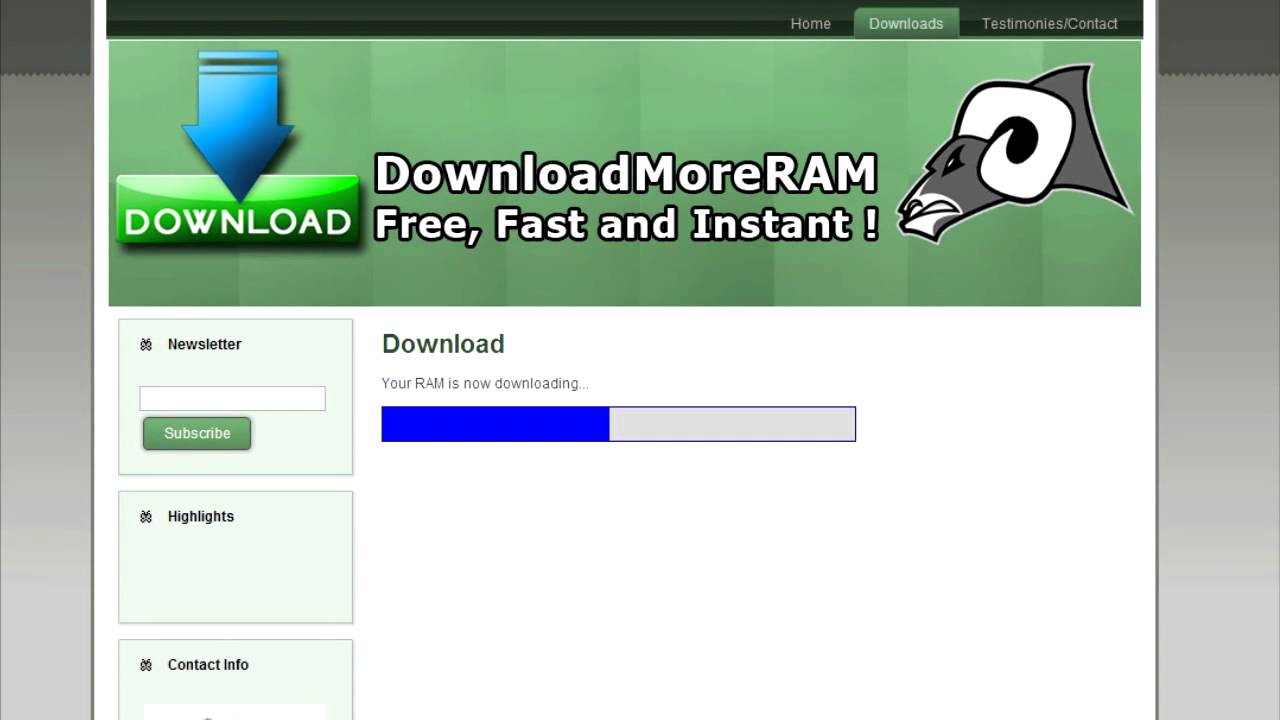 Home
Downloads
Testimonies/Contact
DOWNLOAD
DownloadMoreRAM
Free, Fast and Instant !
Newsletter
Subscribe
Highlights
Contact Info
Download
Your RAM is now downloading...